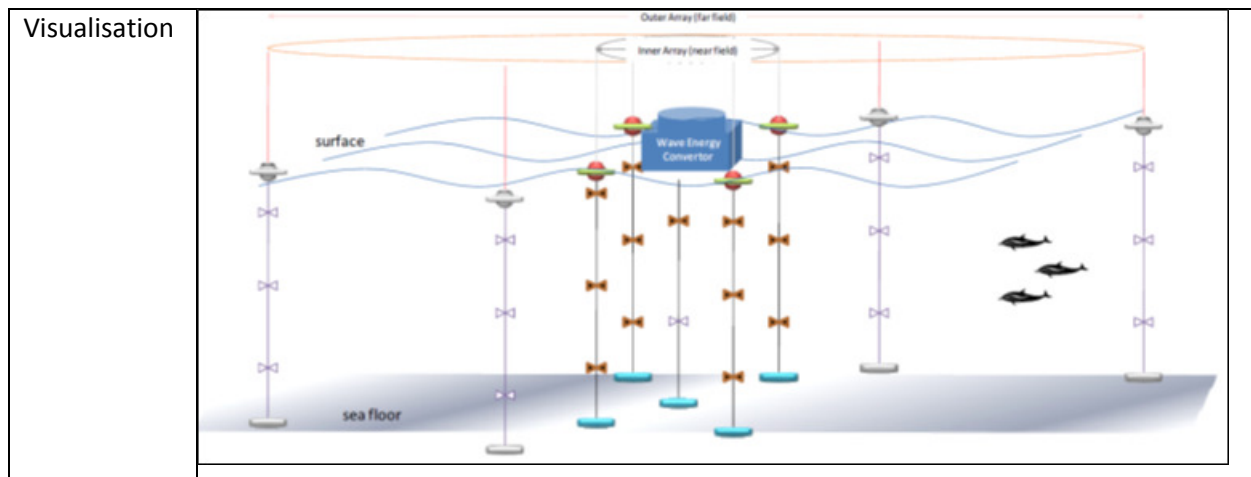 Visualisation
Outer Array (far field)
Inner Array (near field)
surface
Wave Energy
Convertor
sea floor